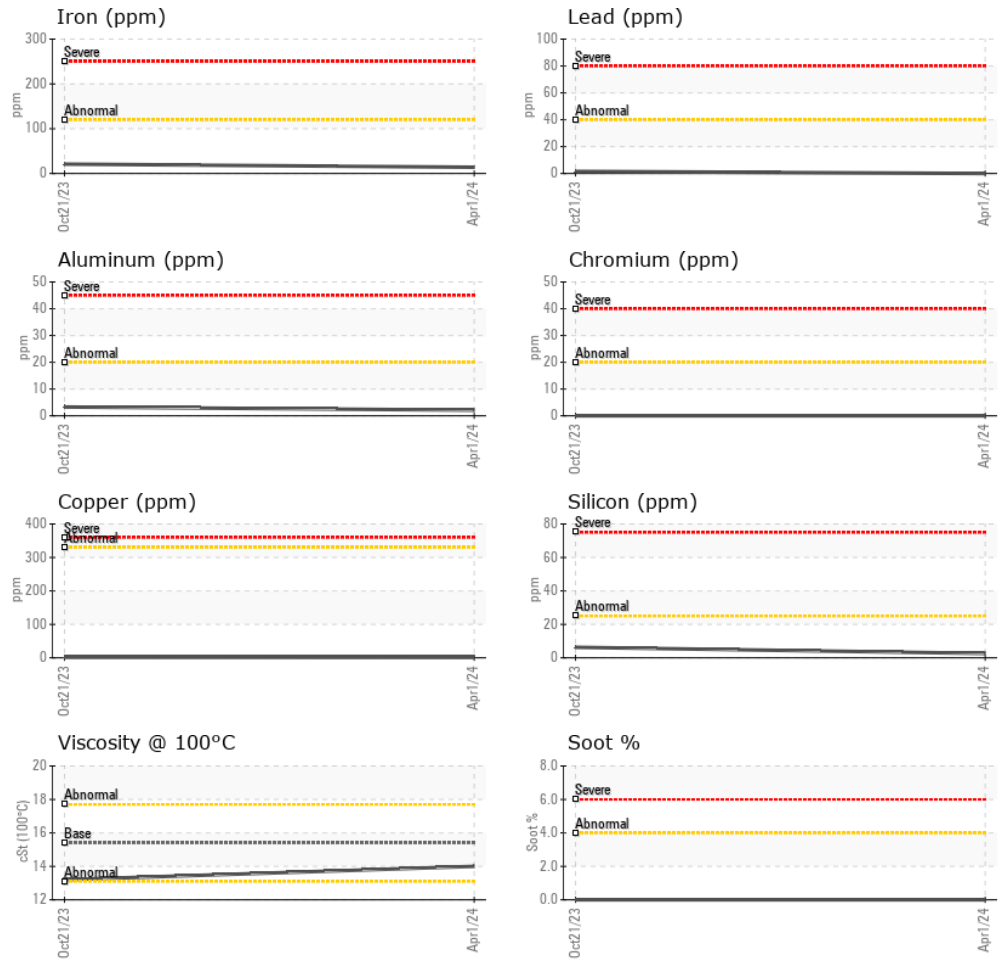 Iron (ppm)
300
200
100
0
ppm
Severe
Abnormal
Oct21/23
Apr1/24
Lead (ppm)
100
80
60
40
20
0
ppm
Severe
Abnormal
Oct21/23
Apr1/24
Aluminum (ppm)
50
40
30
20
10
0
ppm
Severe
Abnormal
Oct21/23
Apr1/24
Chromium (ppm)
50
40
30
20
10
0
ppm
Severe
Abnormal
Oct21/23
Apr1/24
Copper (ppm)
400
300
200
100
0
ppm
Severe
Abnormal
Oct21/23
Apr1/24
Silicon (ppm)
80
60
40
20
0
ppm
Severe
Abnormal
Oct21/23
Apr1/24
Viscosity @ 100°C
20
18
16
14
12
cSt (100°C)
Abnormal
Base
Abnormal
Oct21/23
Apr1/24
Soot %
8.0
6.0
4.0
2.0
0.0
Soot %
Severe
Abnormal
Oct21/23
Apr1/24